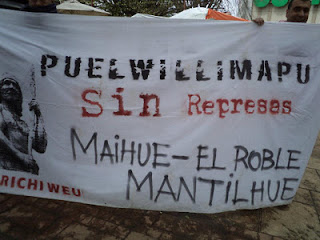 PUELWILLIMAPU
Sin Represas
MAIHUE - EL ROBLE
MANTILHUE
RICHI WEU